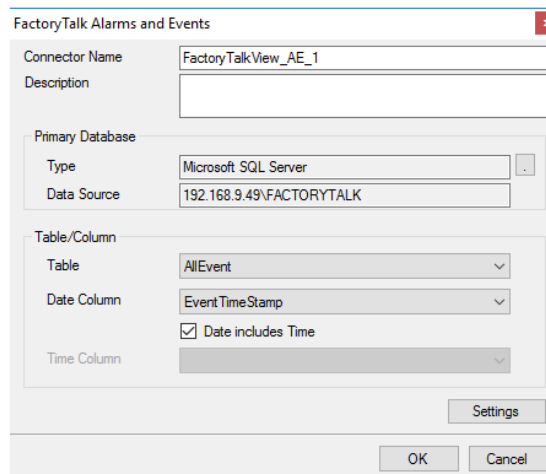 FactoryTalk Alarms and Events
Connector Name FactoryTalkView_AE_1
Description
Primary Database
Type Microsoft SQL Server .
Data Source 192.168.9.49\FACTORYTALK
Table/Column
Table AllEvent
Date Column EventTimeStamp
Date includes Time
Time Column
Settings
OK Cancel